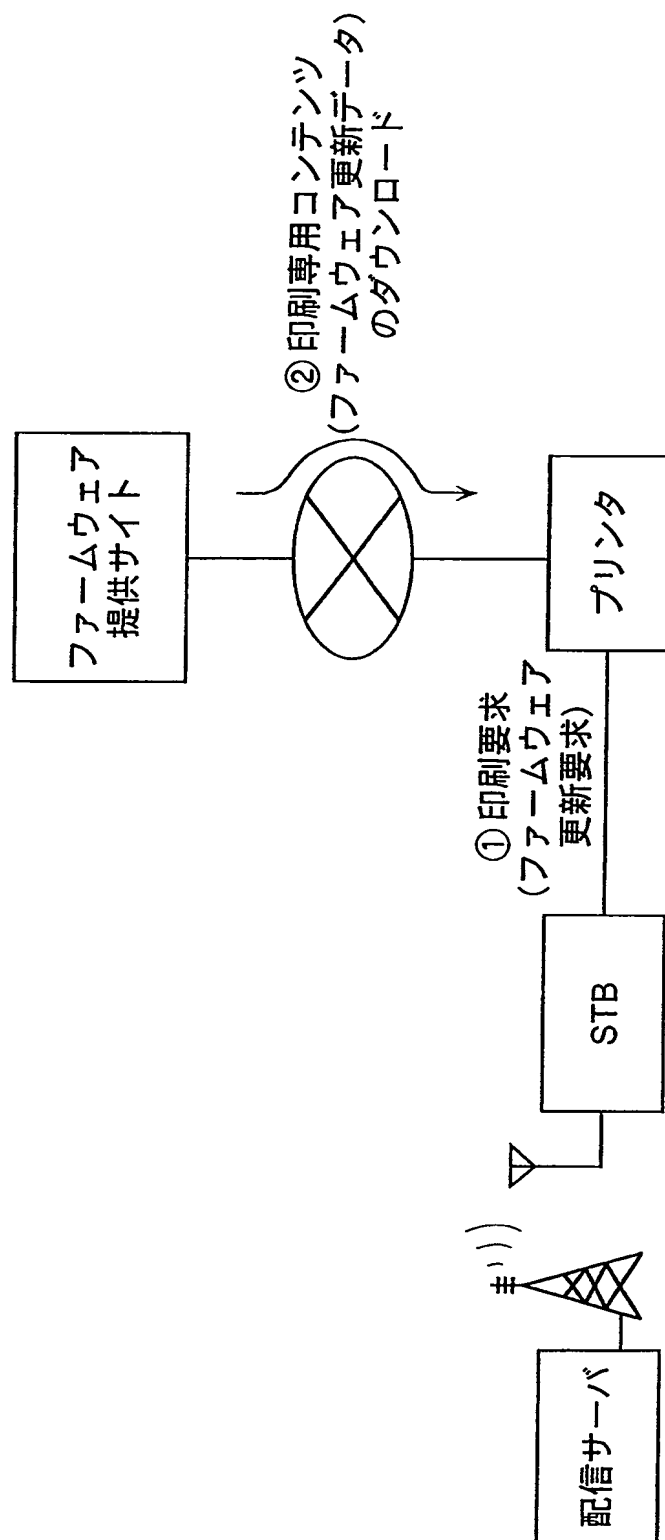 ファームウェア
提供サイト
② 印刷専用コンテンツ
(ファームウェア更新データ)
のダウンロード
① 印刷要求
(ファームウェア
更新要求)
プリンタ
STB
配信サーバ